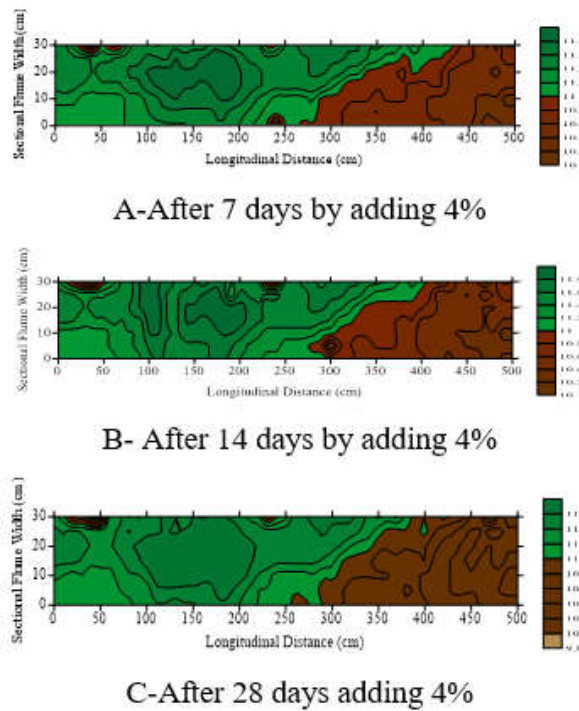 Sectional Flame Width (cm)
30
20
10
0
0 50 100 150 200 250 300 350 400 450 500
Longitudinal Distance (cm)
A-After 7 days by adding 4%
Sectional Flame Width (cm)
30
20
10
0
0 50 100 150 200 250 300 350 400 450 500
Longitudinal Distance (cm)
B- After 14 days by adding 4%
Sectional Flame Width (cm)
30
20
10
0
0 50 100 150 200 250 300 350 400 450 500
Longitudinal Distance (cm)
C-After 28 days adding 4%